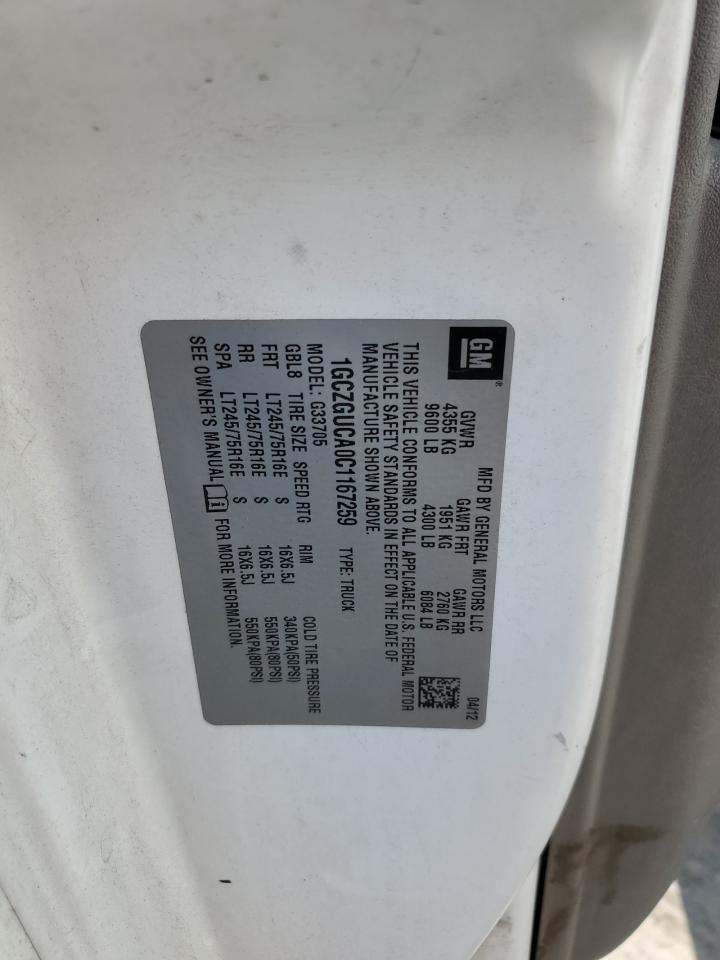 GM®
MFD BY GENERAL MOTORS LLC 04/12
GVWR GAWR FRT GAWR RR
4355 KG 1951 KG 2760 KG
9600 LB 4300 LB 6084 LB
THIS VEHICLE CONFORMS TO ALL APPLICABLE U.S. FEDERAL MOTOR
VEHICLE SAFETY STANDARDS IN EFFECT ON THE DATE OF
MANUFACTURE SHOWN ABOVE.
1GCZGUCA0C1167259 TYPE: TRUCK
MODEL: G33705
GBL8 TIRE SIZE SPEED RTG RIM COLD TIRE PRESSURE
FRT LT245/75R16E S 16X6.5J 340KPA(50PSI)
RR LT245/75R16E S 16X6.5J 550KPA(80PSI)
SPA LT245/75R16E S 16X6.5J 550KPA(80PSI)
SEE OWNER'S MANUAL FOR MORE INFORMATION.